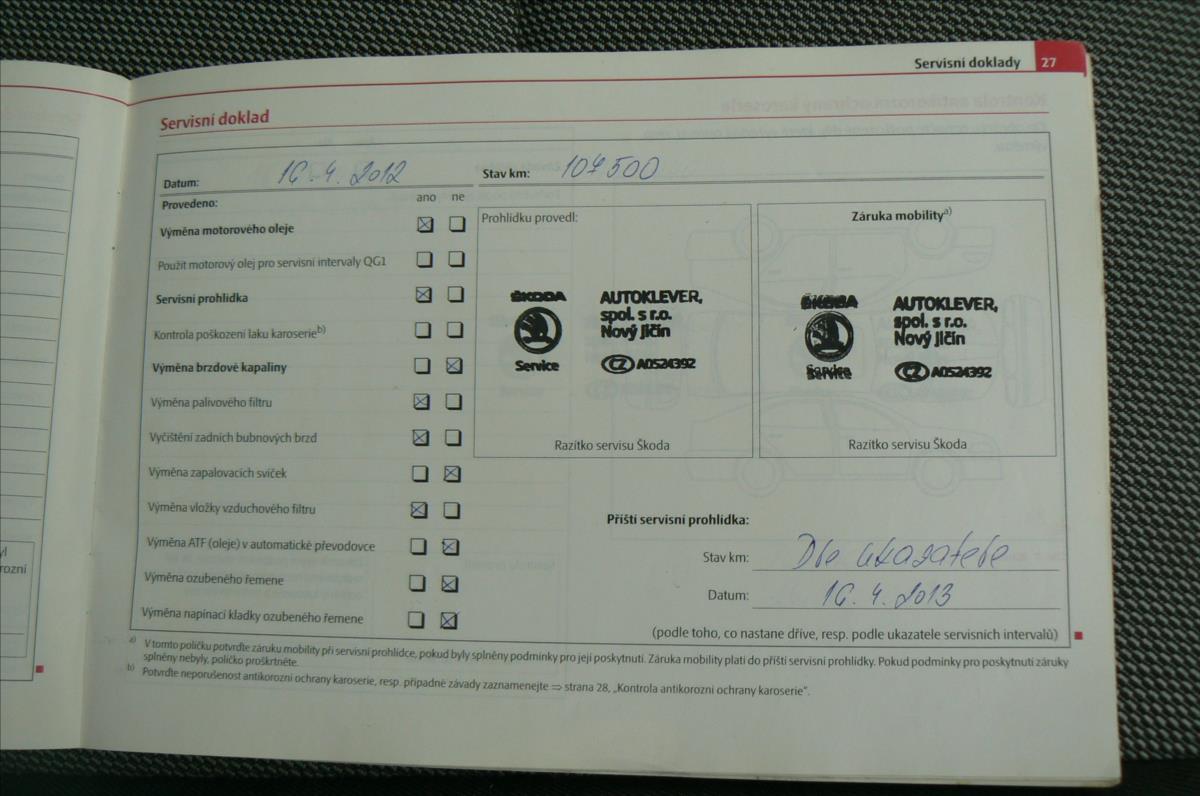 Servisní doklady 27
Servisní doklad
Datum: 16.4. 2012
Stav km: 107500
Provedeno: ano ne
Výměna motorového oleje
Použit motorový olej pro servisní intervaly QG1
Servisní prohlídka
Kontrola poškození laku karoserie b)
Výměna brzdové kapaliny
Výměna palivového filtru
Vyčištění zadních bubnových brzd
Výměna zapalovacích svíček
Výměna vložky vzduchového filtru
Výměna ATF (oleje) v automatické převodovce
Výměna ozubeného řemene
Výměna napínací kladky ozubeného řemene
Prohlídku provedl:
ŠKODA
Service
AUTOKLEVER,
spol. s r.o.
Nový Jičín
CZ A0524392
Razítko servisu Škoda
Záruka mobility a)
ŠKODA
Service
AUTOKLEVER,
spol. s r.o.
Nový Jičín
CZ A0524392
Razítko servisu Škoda
Příští servisní prohlídka:
Stav km: Dle ukazatele
Datum: 16. 4. 2013
(podle toho, co nastane dříve, resp. podle ukazatele servisních intervalů)
a) V tomto políčku potvrďte záruku mobility při servisní prohlídce, pokud byly splněny podmínky pro její poskytnutí. Záruka mobility platí do příští servisní prohlídky. Pokud podmínky pro poskytnutí záruky
splněny nebyly, políčko proškrtněte.
b) Potvrďte neporušenost antikorozní ochrany karoserie, resp. případné závady zaznamenejte ⇒ strana 28, „Kontrola antikorozní ochrany karoserie".